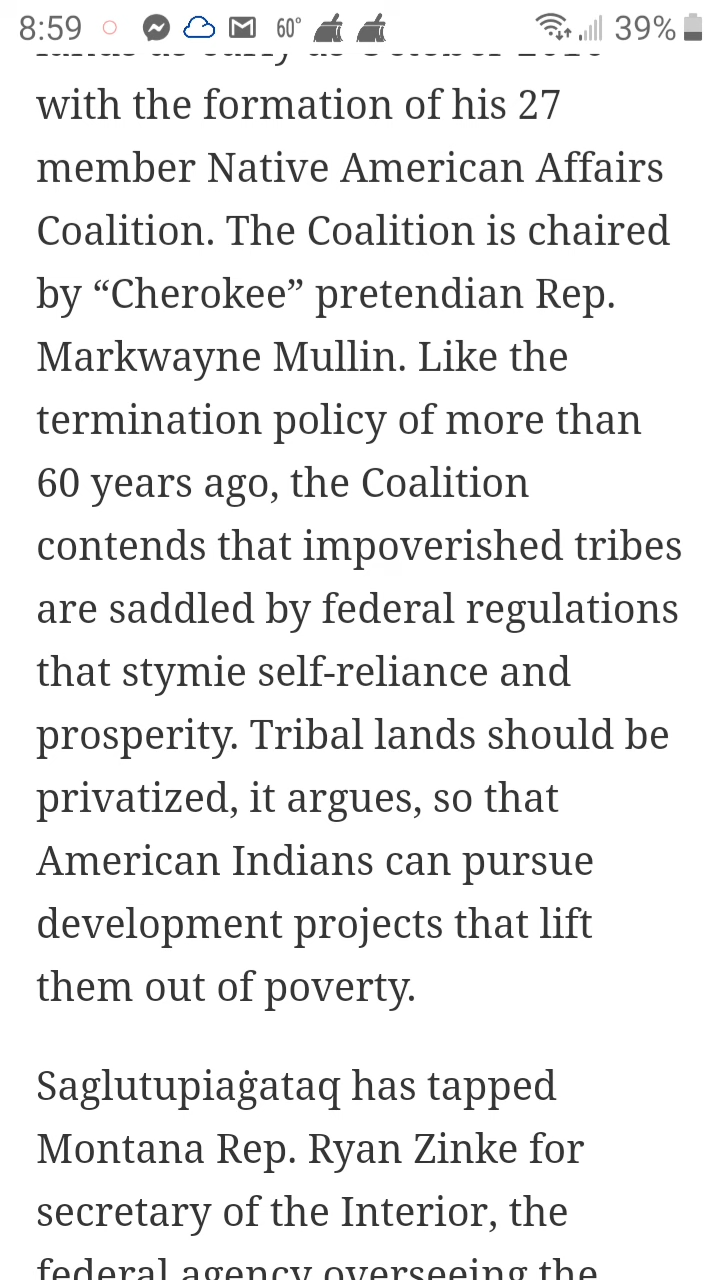 8:59 60° 39%
with the formation of his 27
member Native American Affairs
Coalition. The Coalition is chaired
by “Cherokee” pretendian Rep.
Markwayne Mullin. Like the
termination policy of more than
60 years ago, the Coalition
contends that impoverished tribes
are saddled by federal regulations
that stymie self-reliance and
prosperity. Tribal lands should be
privatized, it argues, so that
American Indians can pursue
development projects that lift
them out of poverty.
Saglutupiaġataq has tapped
Montana Rep. Ryan Zinke for
secretary of the Interior, the
federal agency overseeing the